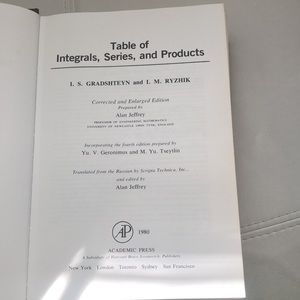 Table of
Integrals, Series, and Products
I. S. GRADSHTEYN and I. M. RYZHIK
Corrected and Enlarged Edition
Prepared by
Alan Jeffrey
PROFESSOR OF ENGINEERING MATHEMATICS
UNIVERSITY OF NEWCASTLE UPON TYNE, ENGLAND
Incorporating the fourth edition prepared by
Yu. V. Geronimus and M. Yu. Tseytlin
Translated from the Russian by Scripta Technica, Inc.,
and edited by
Alan Jeffrey
AP
1980
ACADEMIC PRESS
A Subsidiary of Harcourt Brace Jovanovich, Publishers
New York London Toronto Sydney San Francisco